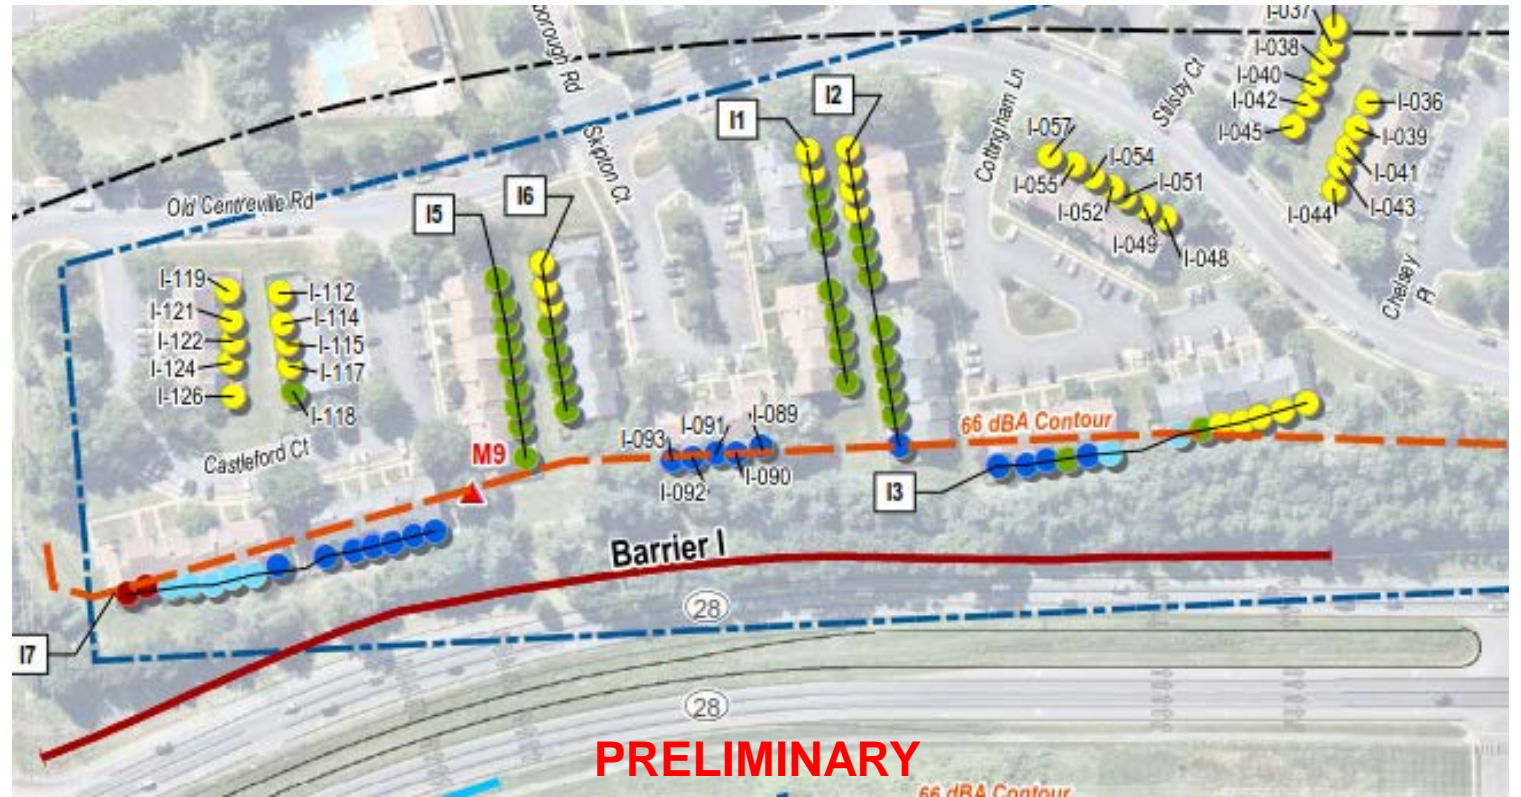 I-037
I-038
I-040
I-042
I-045
I-036
I-039
I-041
I-043
I-044
borough Rd
Skipton Ct
Cottingham Ln
Stilsby Ct
Chelsey Pl
I1
I2
I-057
I-054
I-055
I-051
I-052
I-049
I-048
Old Centreville Rd
I5
I6
I-119
I-112
I-121
I-114
I-122
I-115
I-124
I-117
I-126
I-118
Castleford Ct
M9
I-093
I-091
I-089
I-092
I-090
66 dBA Contour
I3
Barrier I
28
I7
28
PRELIMINARY
66 dBA Contour